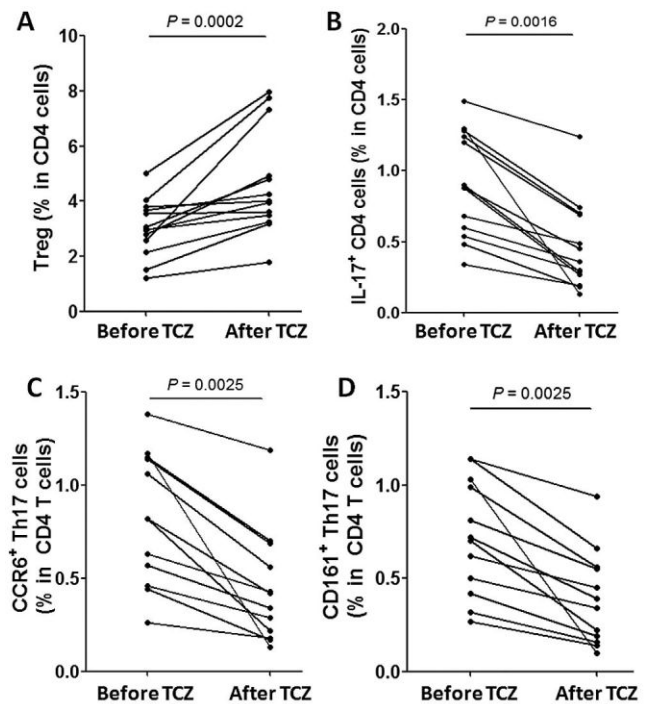 A
P = 0.0002
Treg (% in CD4 cells)
10
8
6
4
2
0
Before TCZ After TCZ
B
P = 0.0016
IL-17⁺ CD4 cells (% in CD4 cells)
2.0
1.5
1.0
0.5
0.0
Before TCZ After TCZ
C
P = 0.0025
CCR6⁺ Th17 cells
(% in CD4 T cells)
1.5
1.0
0.5
0.0
Before TCZ After TCZ
D
P = 0.0025
CD161⁺ Th17 cells
(% in CD4 T cells)
1.5
1.0
0.5
0.0
Before TCZ After TCZ